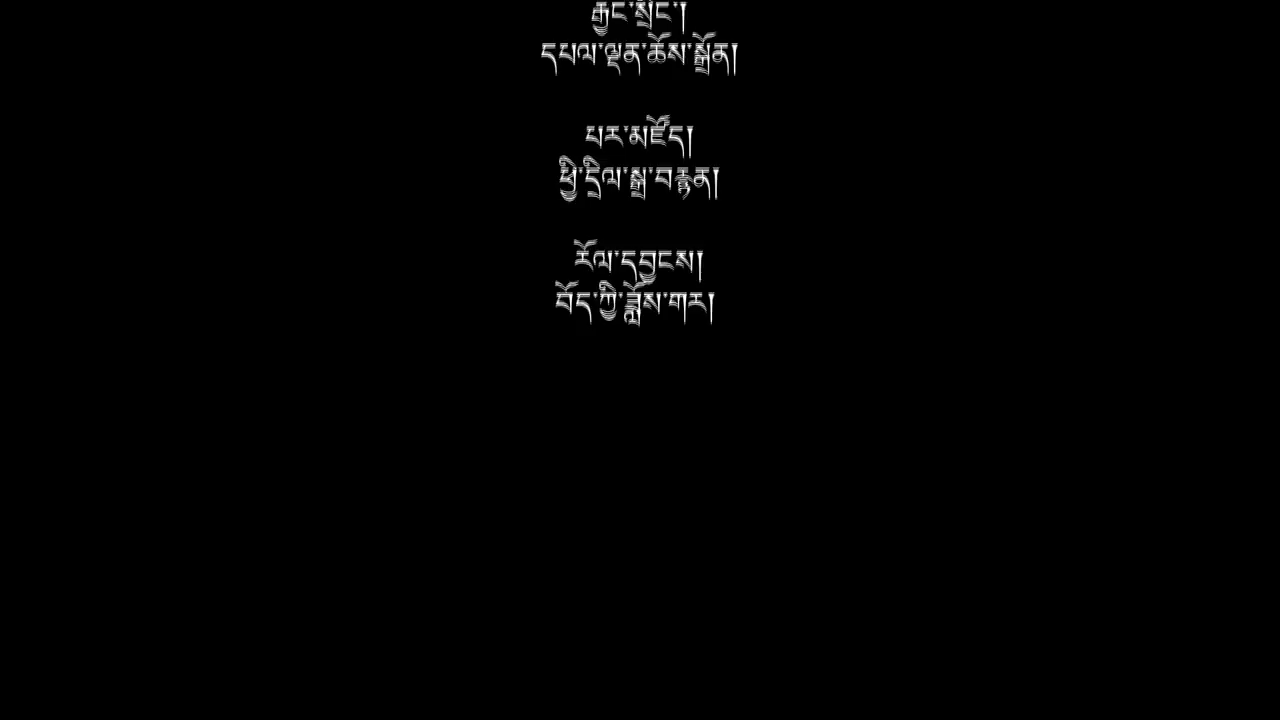 རྒྱང་སྲིང་།
དཔལ་ལྡན་ཆོས་སྒྲོན།
པར་མཛོད།
ཕྱི་དྲིལ་སྒྲ་བརྙན།
རོལ་དབྱངས།
བོད་ཀྱི་ཟློས་གར།